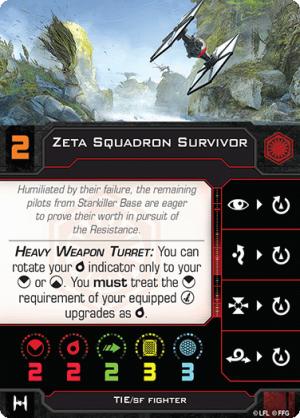 2 Zeta Squadron Survivor
Humiliated by their failure, the remaining
pilots from Starkiller Base are eager
to prove their worth in pursuit of
the Resistance.
Heavy Weapon Turret: You can
rotate your indicator only to your
or . You must treat the
requirement of your equipped
upgrades as .
2 2 2 3 3
TIE/sf FIGHTER
©LFL ©FFG